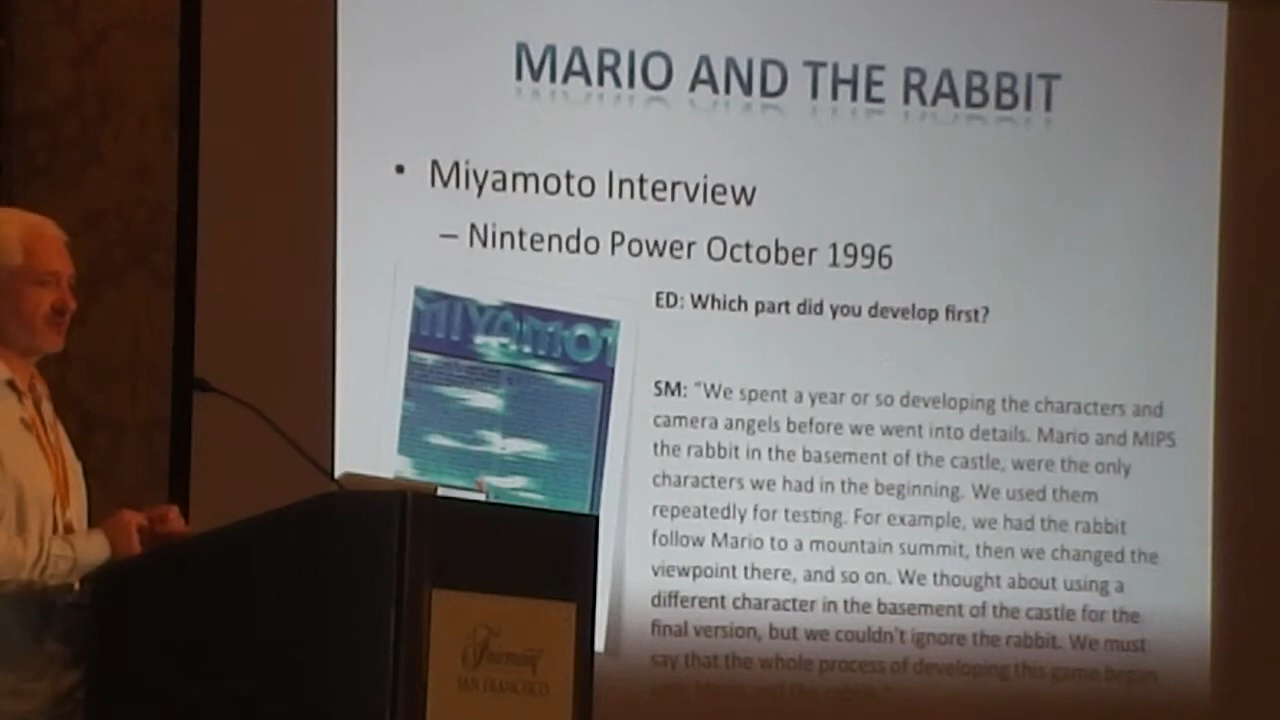 MARIO AND THE RABBIT
• Miyamoto Interview
– Nintendo Power October 1996
MIYAMOT
ED: Which part did you develop first?
SM: "We spent a year or so developing the characters and
camera angels before we went into details. Mario and MIPS
the rabbit in the basement of the castle, were the only
characters we had in the beginning. We used them
repeatedly for testing. For example, we had the rabbit
follow Mario to a mountain summit, then we changed the
viewpoint there, and so on. We thought about using a
different character in the basement of the castle for the
final version, but we couldn't ignore the rabbit. We must
say that the whole process of developing this game began
Fairmont
SAN FRANCISCO